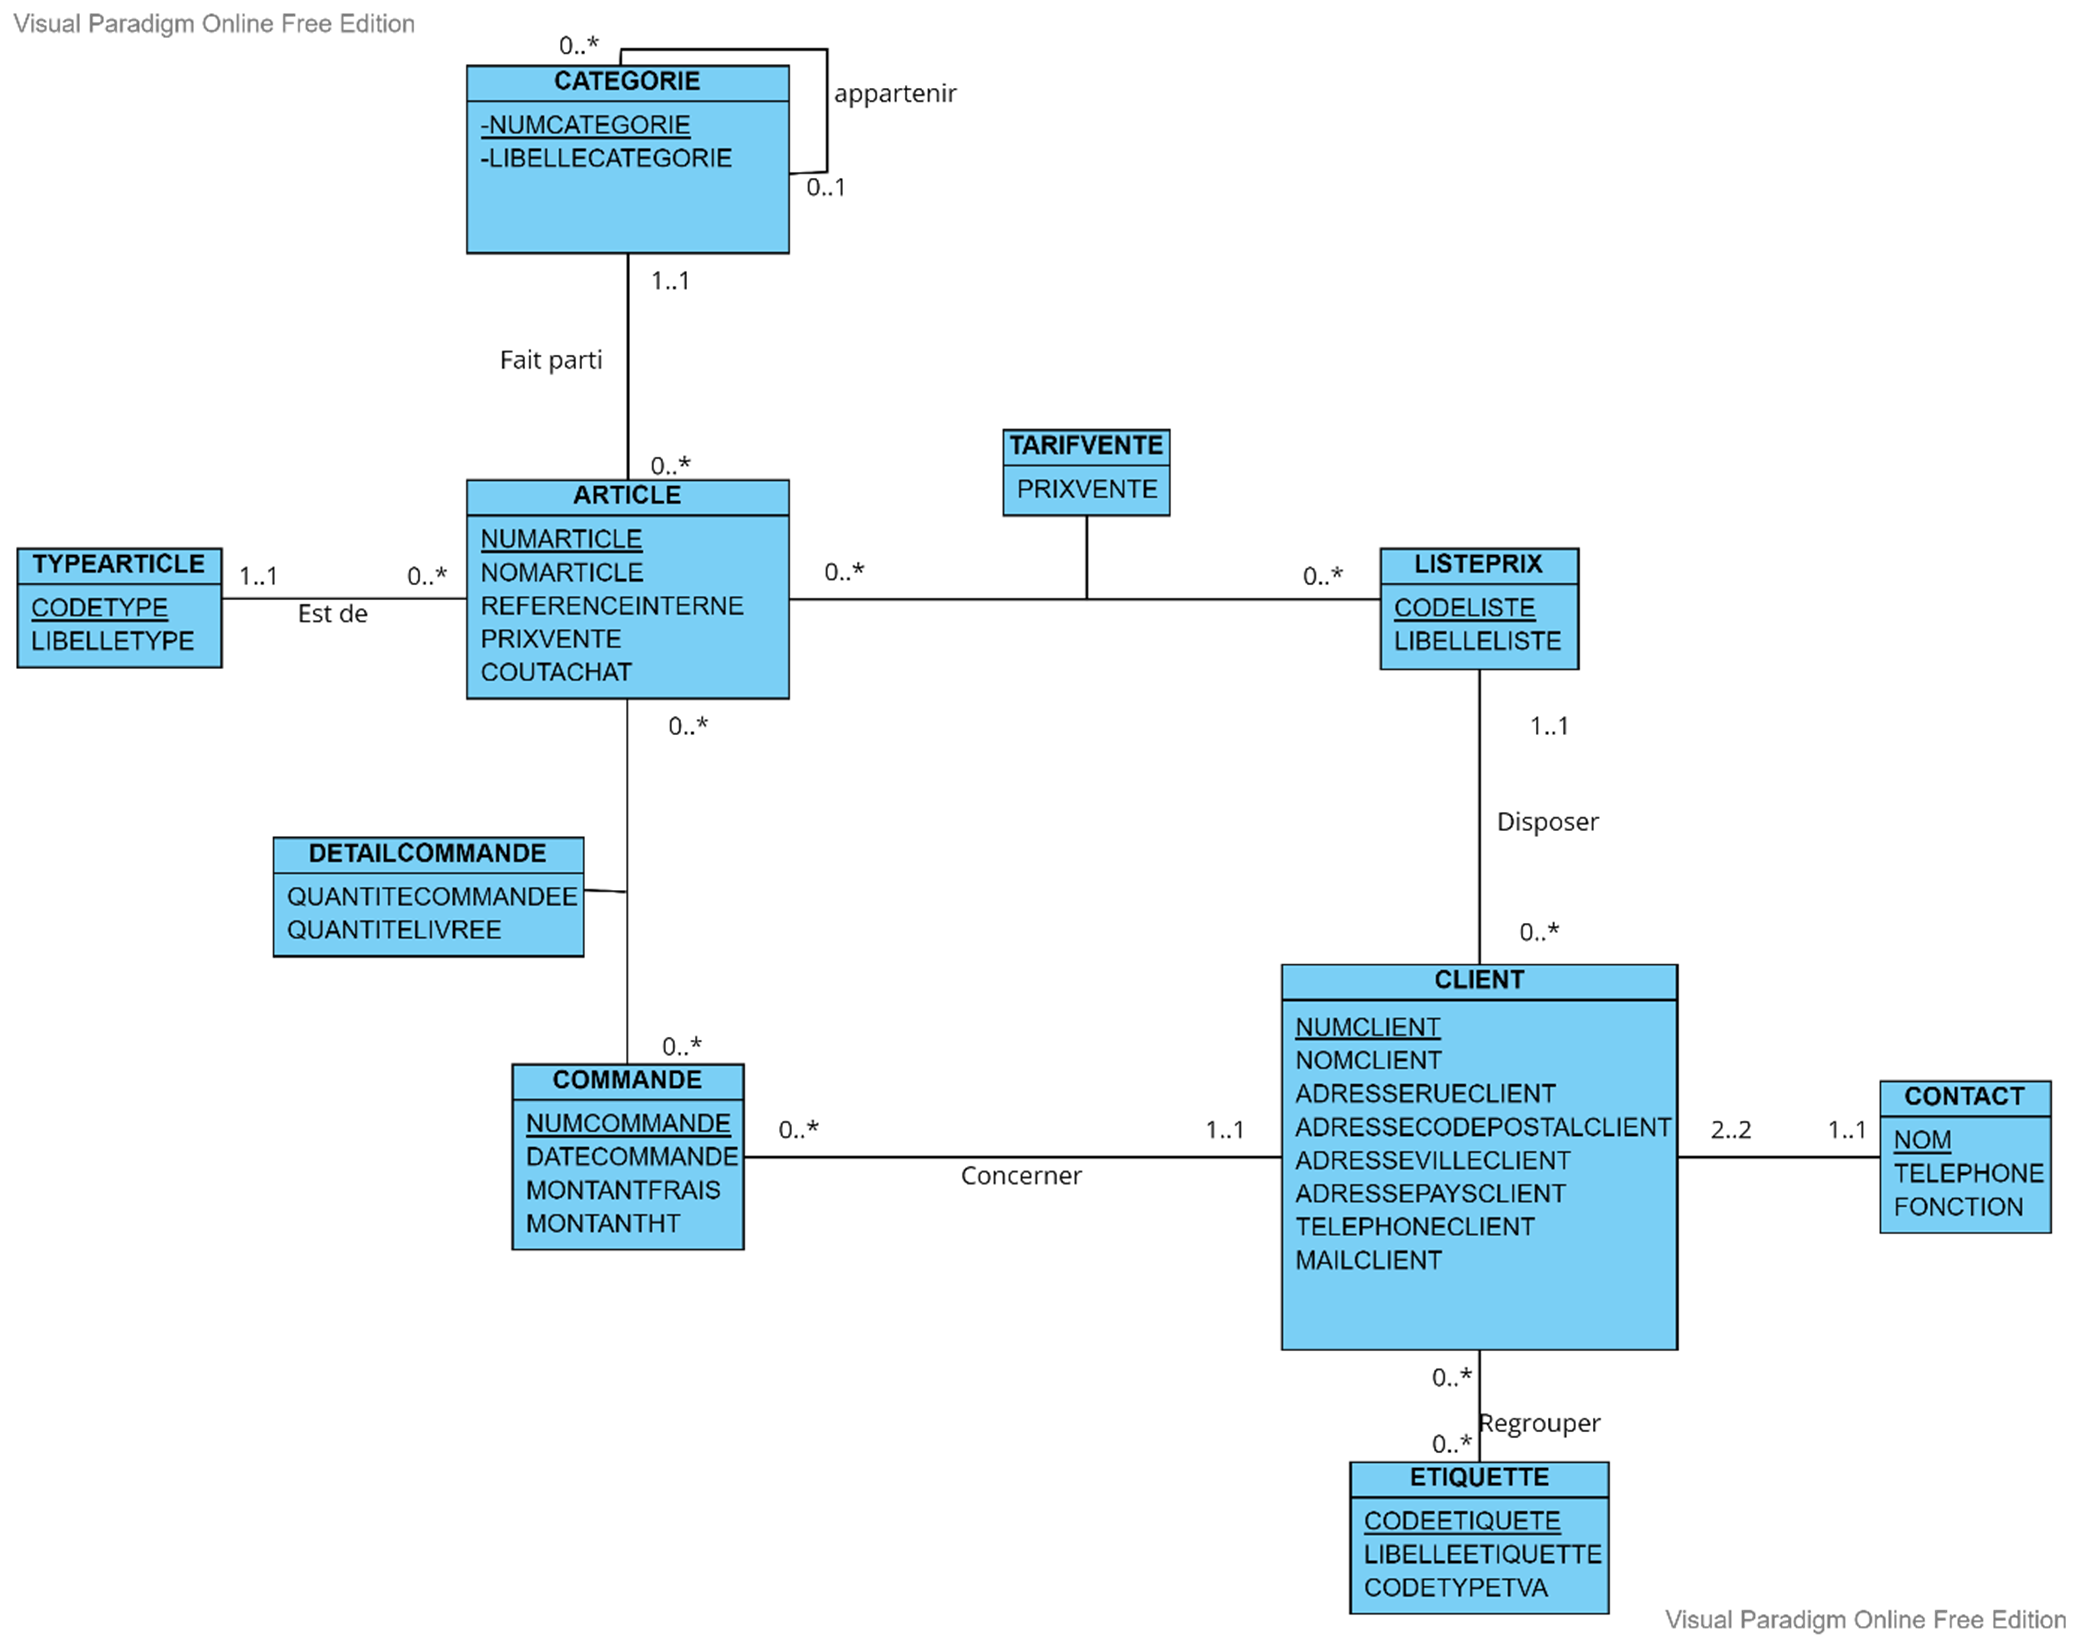 Visual Paradigm Online Free Edition
0..*
CATEGORIE
-NUMCATEGORIE
-LIBELLECATEGORIE
appartenir
0..1
1..1
Fait parti
0..*
TARIFVENTE
PRIXVENTE
ARTICLE
NUMARTICLE
NOMARTICLE
REFERENCEINTERNE
PRIXVENTE
COUTACHAT
TYPEARTICLE
CODETYPE
LIBELLETYPE
1..1
0..*
Est de
0..*
0..*
LISTEPRIX
CODELISTE
LIBELLELISTE
0..*
1..1
Disposer
0..*
DETAILCOMMANDE
QUANTITECOMMANDEE
QUANTITELIVREE
0..*
COMMANDE
NUMCOMMANDE
DATECOMMANDE
MONTANTFRAIS
MONTANTHT
0..*
1..1
Concerner
CLIENT
NUMCLIENT
NOMCLIENT
ADRESSERUECLIENT
ADRESSECODEPOSTALCLIENT
ADRESSEVILLECLIENT
ADRESSEPAYSCLIENT
TELEPHONECLIENT
MAILCLIENT
2..2
1..1
CONTACT
NOM
TELEPHONE
FONCTION
0..*
Regrouper
0..*
ETIQUETTE
CODEETIQUETE
LIBELLEETIQUETTE
CODETYPETVA
Visual Paradigm Online Free Edition